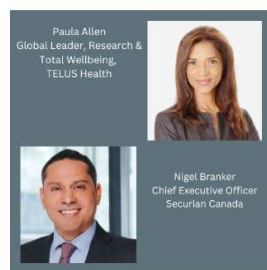 Paula Allen
Global Leader, Research &
Total Wellbeing,
TELUS Health
Nigel Branker
Chief Executive Officer
Securian Canada